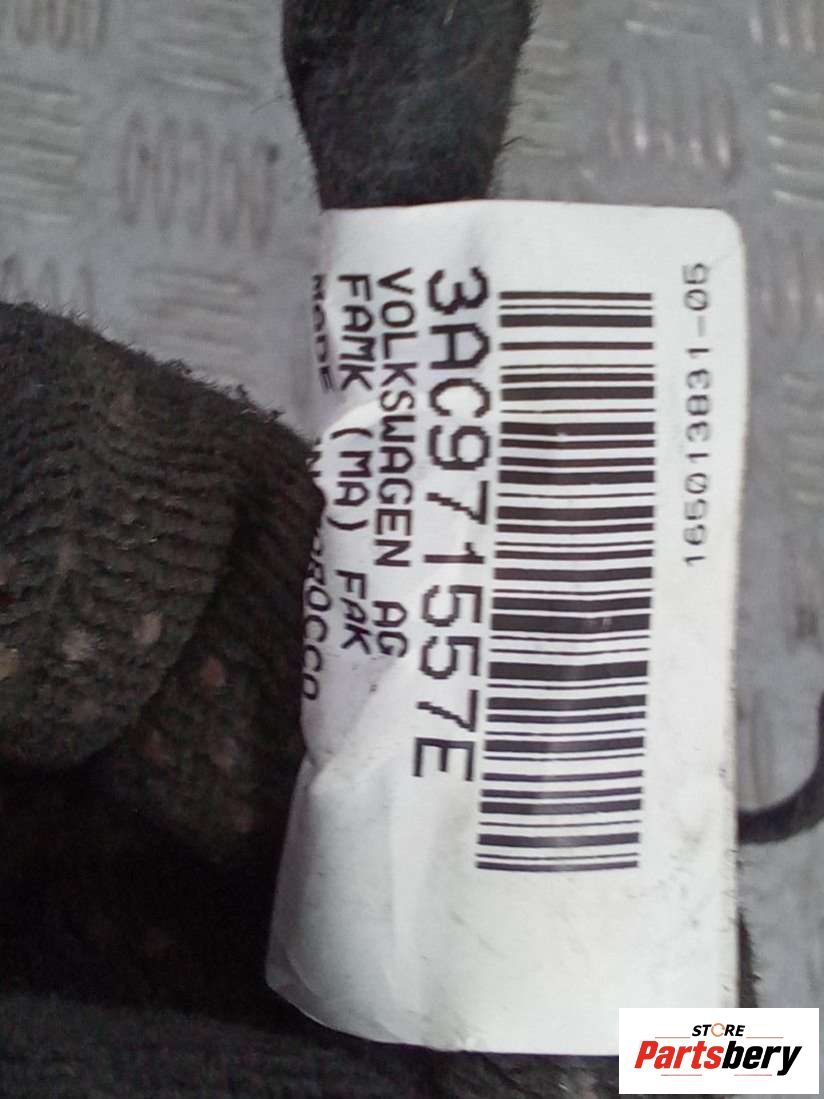 165013831-05
3AC971557E
VOLKSWAGEN AG
FAMK (MA) FAK
STORE
Partsbery